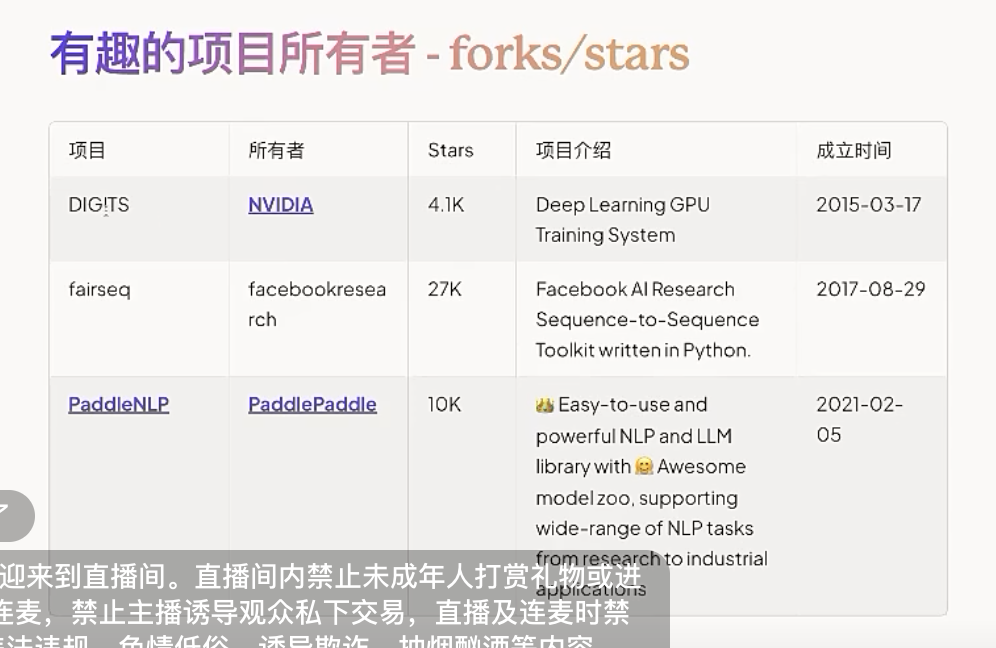 有趣的项目所有者 - forks/stars
项目 所有者 Stars 项目介绍 成立时间
DIGITS NVIDIA 4.1K Deep Learning GPU 2015-03-17
Training System
fairseq facebookresea 27K Facebook AI Research 2017-08-29
rch Sequence-to-Sequence
Toolkit written in Python.
PaddleNLP PaddlePaddle 10K 👑 Easy-to-use and 2021-02-
powerful NLP and LLM 05
library with 🤗 Awesome
model zoo, supporting
wide-range of NLP tasks
from research to industrial
applications
迎来到直播间。直播间内禁止未成年人打赏礼物或进
连麦，禁止主播诱导观众私下交易，直播及连麦时禁
法违规、色情低俗、诱导欺诈、抽烟酗酒等内容